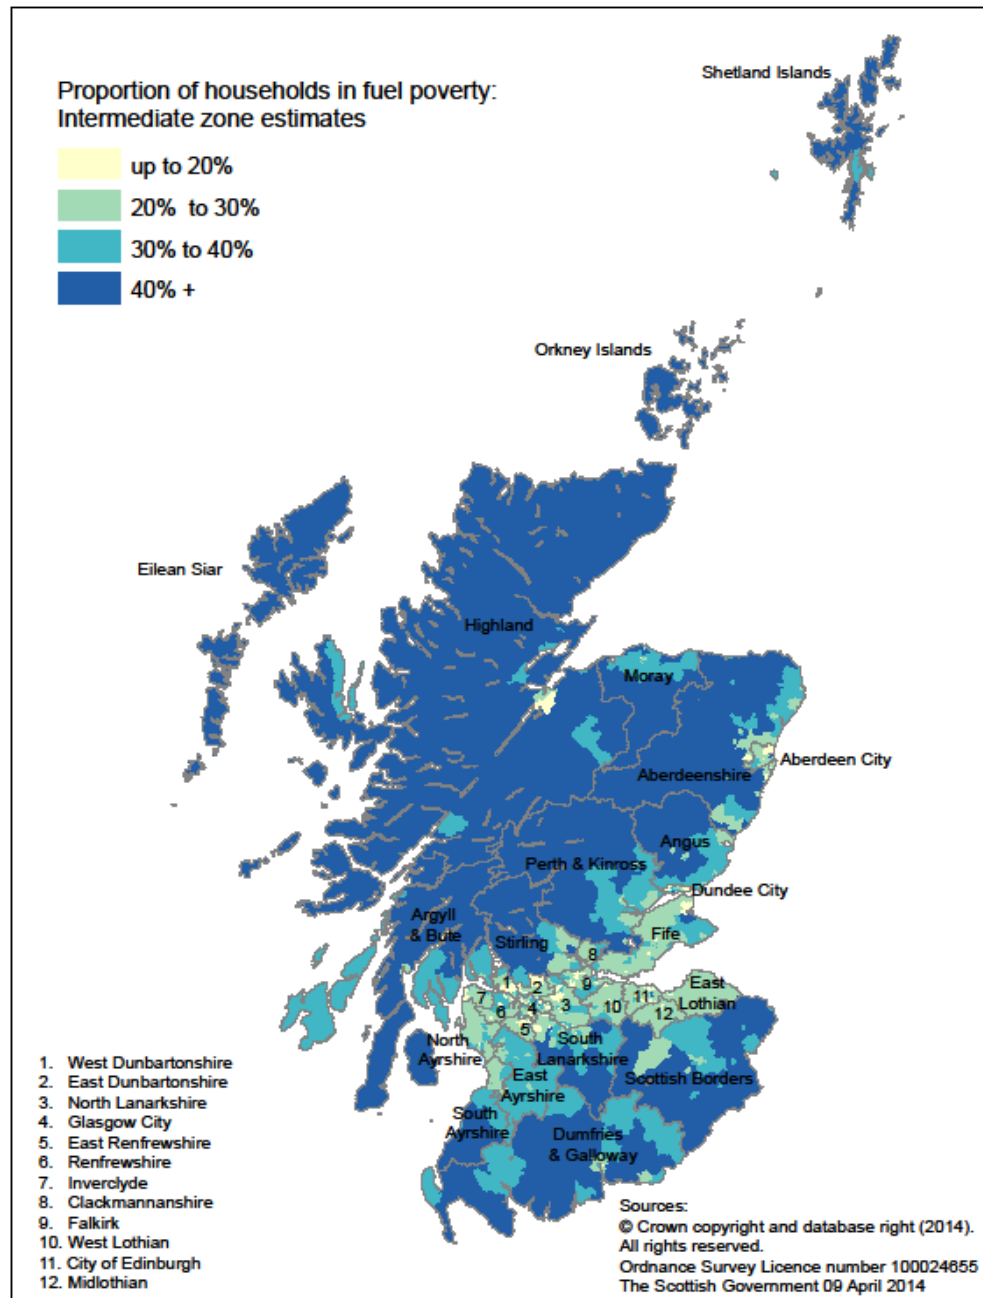 Proportion of households in fuel poverty:
Intermediate zone estimates
up to 20%
20% to 30%
30% to 40%
40% +
Shetland Islands
Orkney Islands
Eilean Siar
Highland
Moray
Aberdeen City
Aberdeenshire
Angus
Perth & Kinross
Dundee City
Argyll
& Bute
Stirling
Fife
8
1
2
9
East
Lothian
7
3
10
11
12
6
4
5
North
Ayrshire
South
Lanarkshire
East
Ayrshire
Scottish Borders
South
Ayrshire
Dumfries
& Galloway
1. West Dunbartonshire
2. East Dunbartonshire
3. North Lanarkshire
4. Glasgow City
5. East Renfrewshire
6. Renfrewshire
7. Inverclyde
8. Clackmannanshire
9. Falkirk
10. West Lothian
11. City of Edinburgh
12. Midlothian
Sources:
© Crown copyright and database right (2014).
All rights reserved.
Ordnance Survey Licence number 100024655
The Scottish Government 09 April 2014